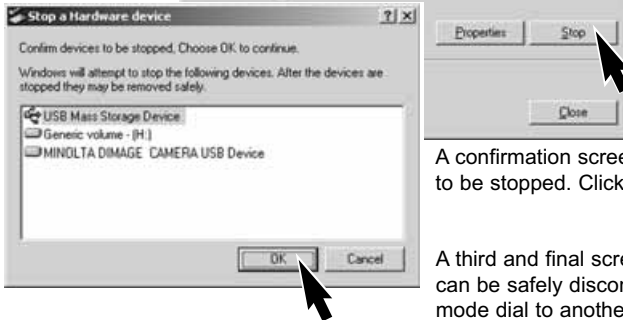 Stop a Hardware device
Confirm devices to be stopped, Choose OK to continue.
Windows will attempt to stop the following devices. After the devices are
stopped they may be removed safely.
USB Mass Storage Device
Generic volume - (H:)
MINOLTA DIMAGE CAMERA USB Device
OK Cancel
Properties Stop
Close
A confirmation scree
to be stopped. Click
A third and final scre
can be safely discon
mode dial to anothe